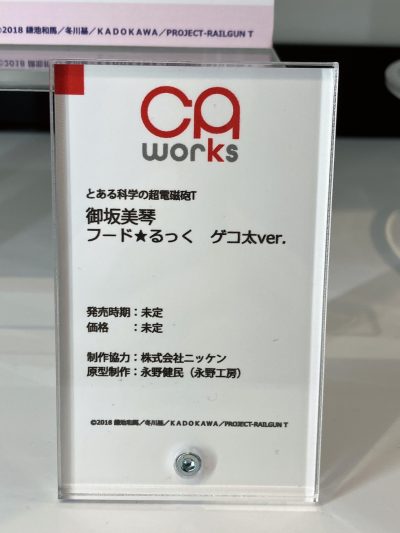 ©2018 鎌池和馬／冬川基／ＫＡＤＯＫＡＷＡ／PROJECT-RAILGUN T
CA
works
とある科学の超電磁砲T
御坂美琴
フード★るっく　ゲコ太ver.
発売時期：未定
価格　　：未定
制作協力：株式会社ニッケン
原型制作：永野健民（永野工房）
©2018 鎌池和馬／冬川基／ＫＡＤＯＫＡＷＡ／PROJECT-RAILGUN T